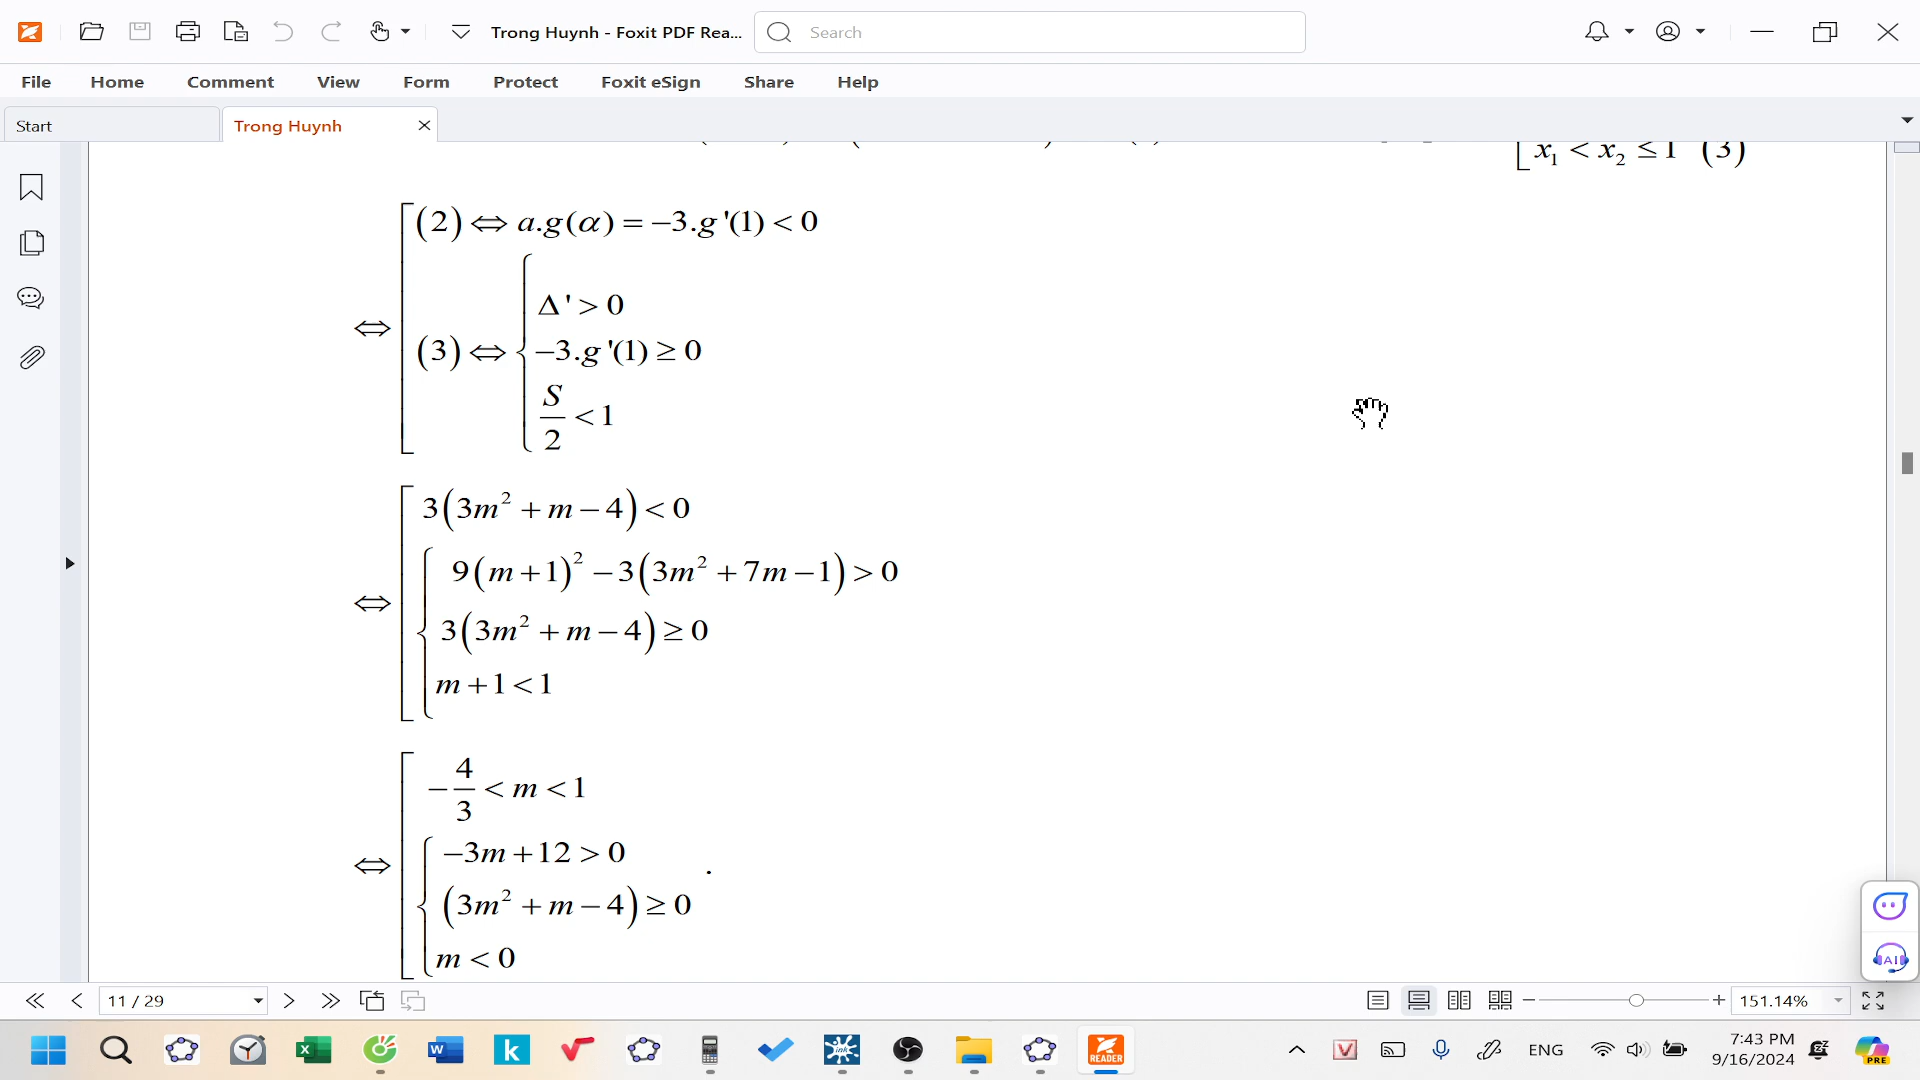 Trong Huynh - Foxit PDF Rea...
Search
File Home Comment View Form Protect Foxit eSign Share Help
Start
Trong Huynh
x₁ < x₂ ≤ 1 (3)
(2) ⇔ a.g(α) = −3.g'(1) < 0
Δ' > 0
⇔
(3) ⇔
−3.g'(1) ≥ 0
S/2 < 1
3(3m² + m − 4) < 0
9(m+1)² − 3(3m² + 7m − 1) > 0
⇔
3(3m² + m − 4) ≥ 0
m + 1 < 1
−4/3 < m < 1
−3m + 12 > 0
⇔
.
(3m² + m − 4) ≥ 0
m < 0
AI
11 / 29
151.14%
READER
ENG
7:43 PM
9/16/2024
PRE